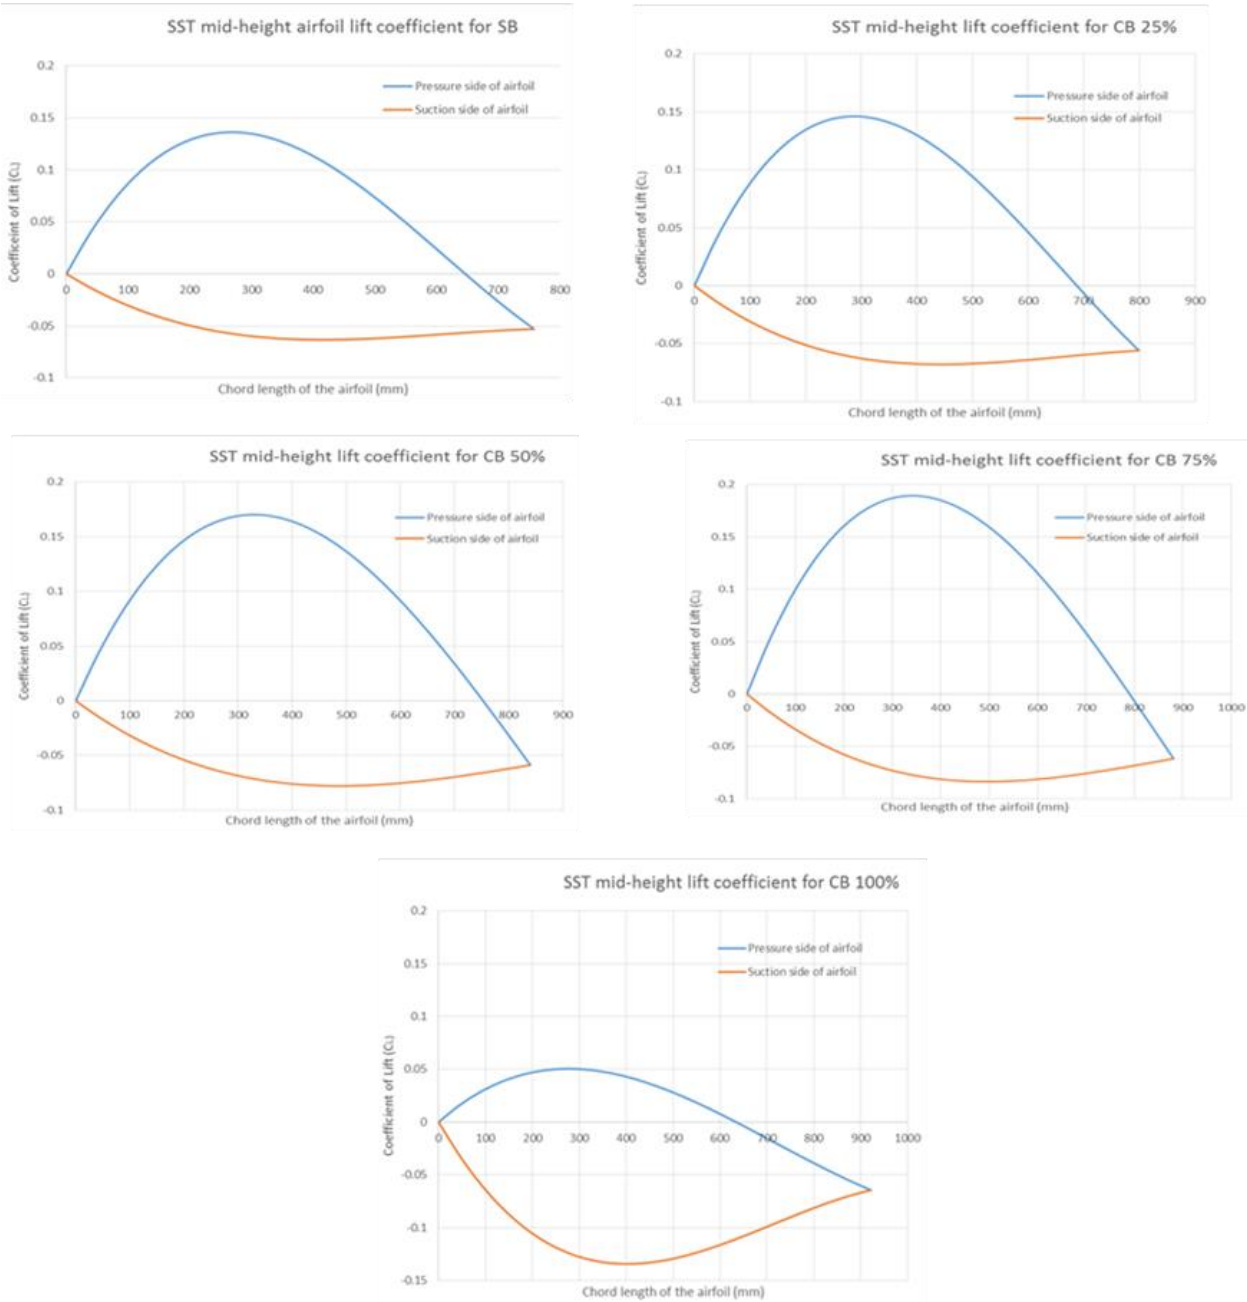 SST mid-height airfoil lift coefficient for SB
0.2
0.15
0.1
0.05
0
-0.05
-0.1
0 100 200 300 400 500 600 700 800
Pressure side of airfoil
Suction side of airfoil
Coefficeint of Lift (CL)
Chord length of the airfoil (mm)
SST mid-height lift coefficient for CB 25%
0.2
0.15
0.1
0.05
0
-0.05
-0.1
0 100 200 300 400 500 600 700 800 900
Pressure side of airfoil
Suction side of airfoil
Coefficient of Lift (CL)
Chord length of the airfoil (mm)
SST mid-height lift coefficient for CB 50%
0.2
0.15
0.1
0.05
0
-0.05
-0.1
0 100 200 300 400 500 600 700 800 900
Pressure side of airfoil
Suction side of airfoil
Coefficient of Lift (CL)
Chord length of the airfoil (mm)
SST mid-height lift coefficient for CB 75%
0.2
0.15
0.1
0.05
0
-0.05
-0.1
0 100 200 300 400 500 600 700 800 900 1000
Pressure side of airfoil
Suction side of airfoil
Coefficient of Lift (CL)
Chord length of the airfoil (mm)
SST mid-height lift coefficient for CB 100%
0.2
0.15
0.1
0.05
0
-0.05
-0.1
-0.15
0 100 200 300 400 500 600 700 800 900 1000
Pressure side of airfoil
Suction side of airfoil
Coefficient of Lift (CL)
Chord length of the airfoil (mm)